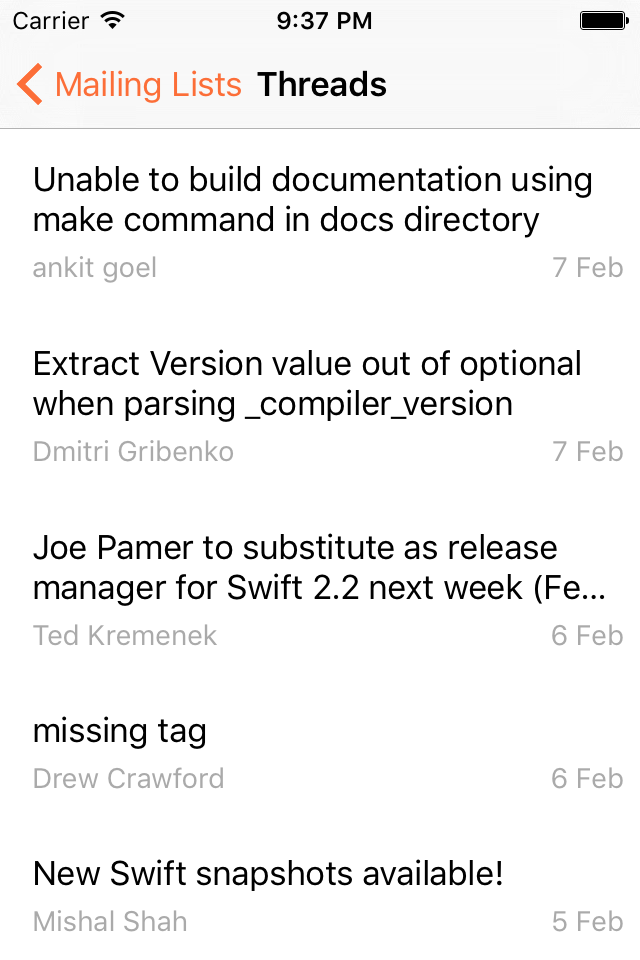 Carrier 9:37 PM
Mailing Lists Threads
Unable to build documentation using
make command in docs directory
ankit goel 7 Feb
Extract Version value out of optional
when parsing _compiler_version
Dmitri Gribenko 7 Feb
Joe Pamer to substitute as release
manager for Swift 2.2 next week (Fe...
Ted Kremenek 6 Feb
missing tag
Drew Crawford 6 Feb
New Swift snapshots available!
Mishal Shah 5 Feb